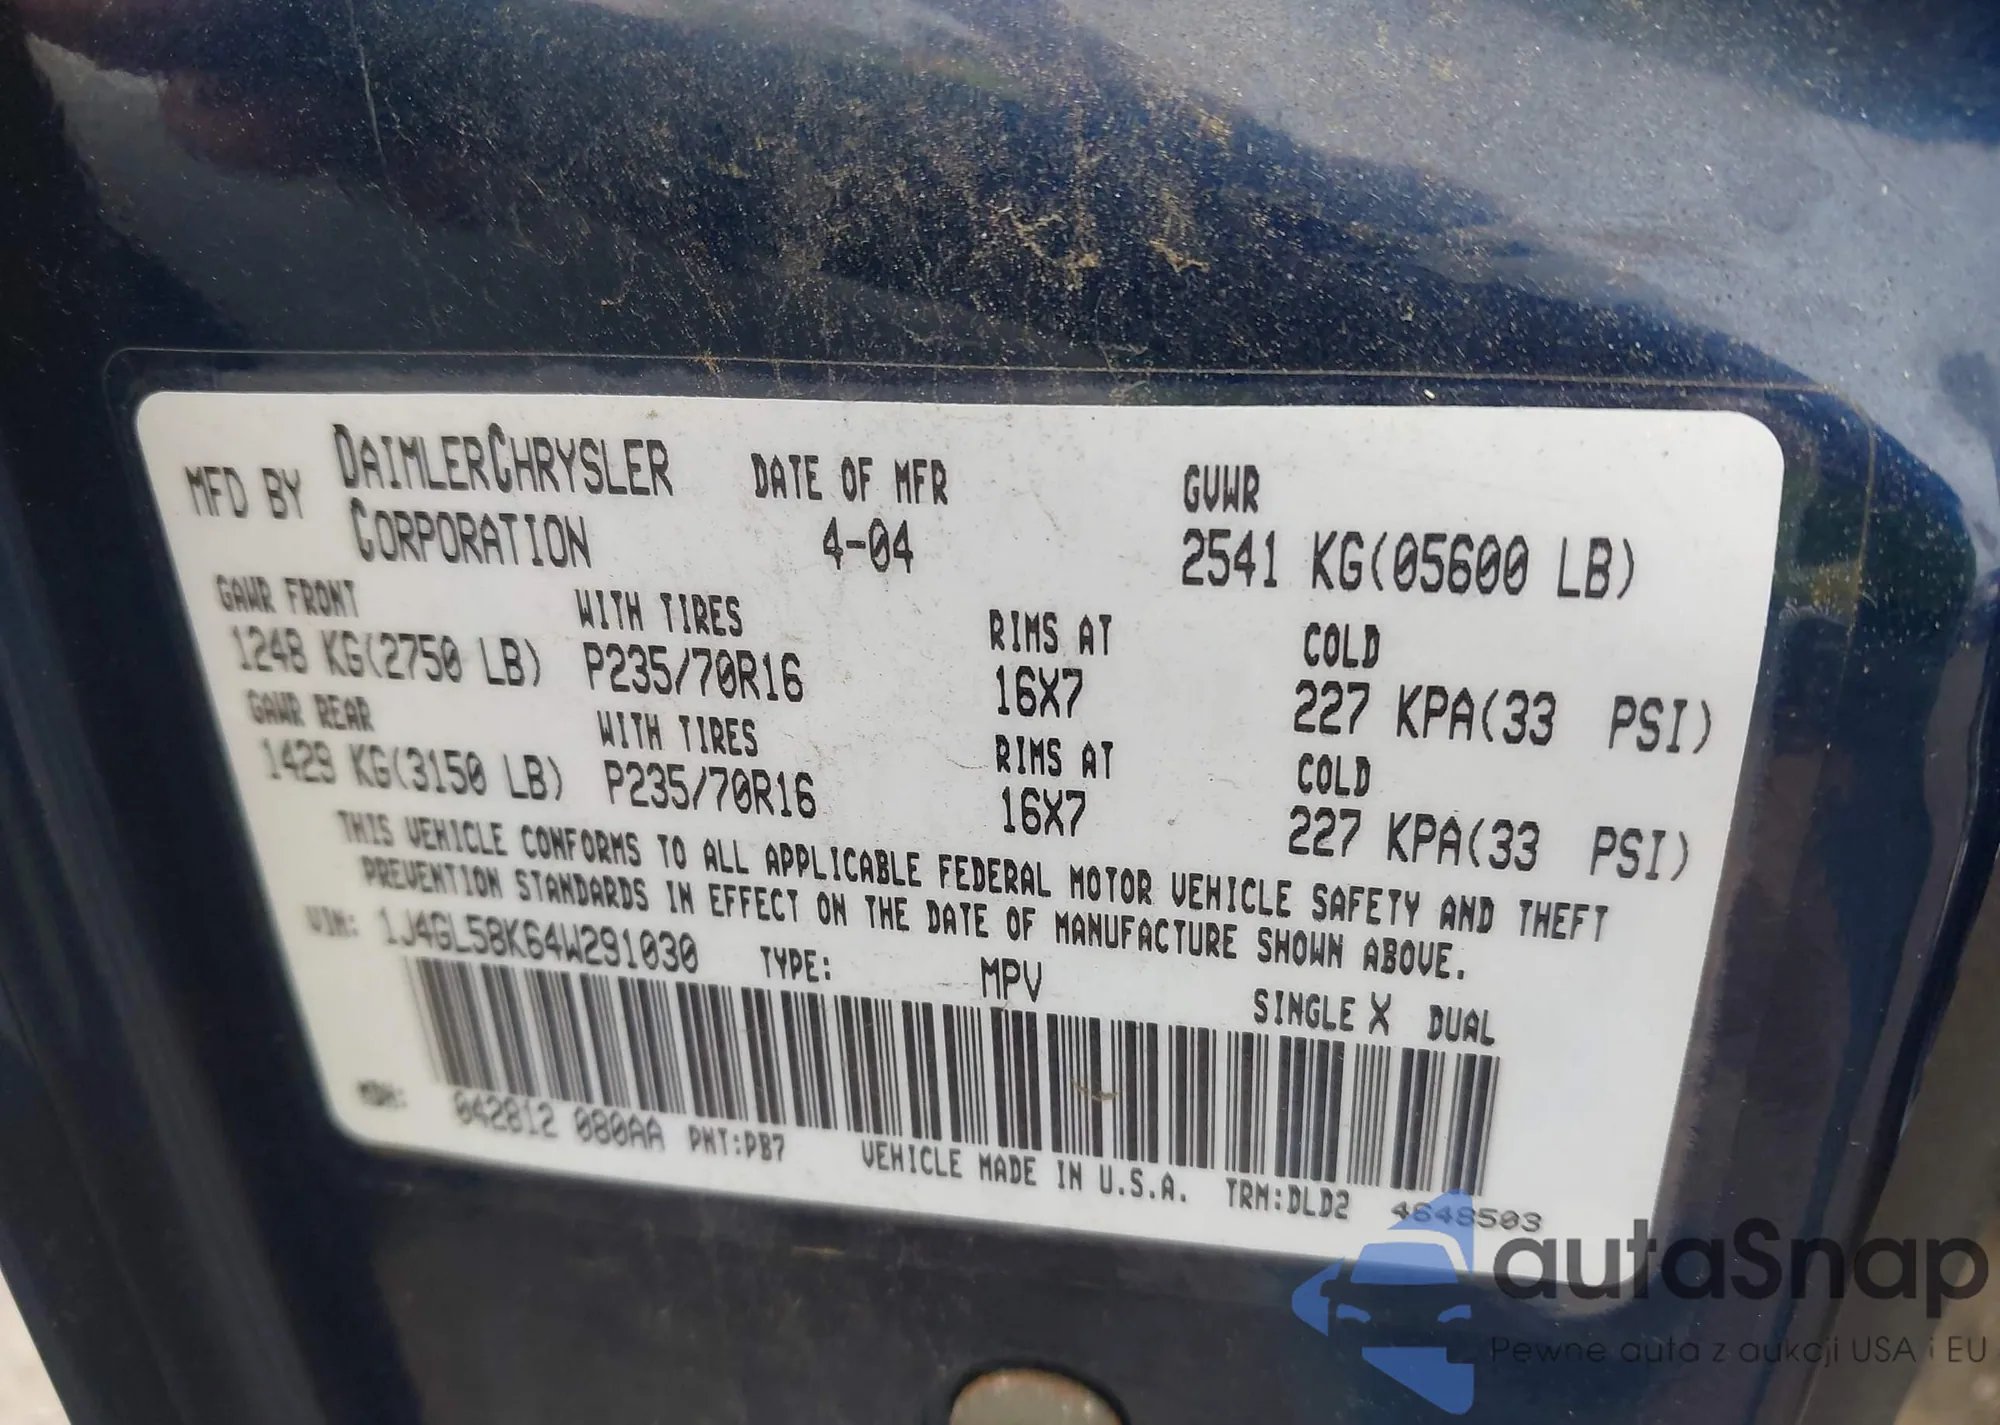 MFD BY DAIMLERCHRYSLER CORPORATION DATE OF MFR 4-04 GVWR 2541 KG(05600 LB)
GAWR FRONT WITH TIRES RIMS AT COLD
1248 KG(2750 LB) P235/70R16 16X7 227 KPA(33 PSI)
GAWR REAR WITH TIRES RIMS AT COLD
1429 KG(3150 LB) P235/70R16 16X7 227 KPA(33 PSI)
THIS VEHICLE CONFORMS TO ALL APPLICABLE FEDERAL MOTOR VEHICLE SAFETY AND THEFT
PREVENTION STANDARDS IN EFFECT ON THE DATE OF MANUFACTURE SHOWN ABOVE.
VIN: 1J4GL58K64W291030 TYPE: MPV SINGLE X DUAL
MDH: 042812 080AA PNT:PB7 VEHICLE MADE IN U.S.A. TRM:DLD2 4648503
autaSnap
Pewne auta z aukcji USA i EU